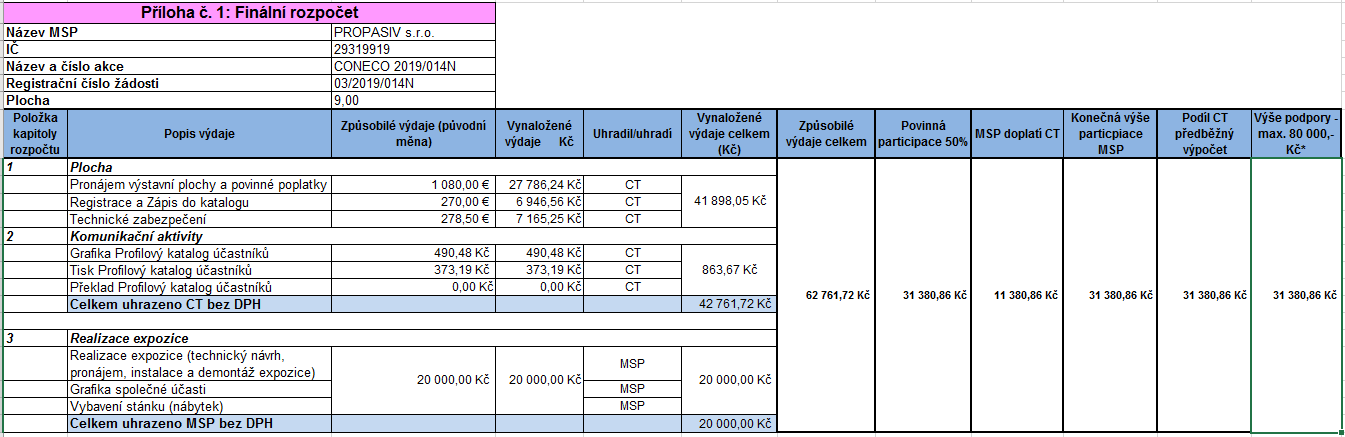 Příloha č. 1: Finální rozpočet
Název MSP PROPASIV s.r.o.
IČ 29319919
Název a číslo akce CONECO 2019/014N
Registrační číslo žádosti 03/2019/014N
Plocha 9,00
Položka kapitoly rozpočtu Popis výdaje Způsobilé výdaje (původní měna) Vynaložené výdaje Kč Uhradil/uhradí Vynaložené výdaje celkem (Kč) Způsobilé výdaje celkem Povinná participace 50% MSP doplatí CT Konečná výše particpiace MSP Podíl CT předběžný výpočet Výše podpory - max. 80 000,- Kč*
1 Plocha
Pronájem výstavní plochy a povinné poplatky 1 080,00 € 27 786,24 Kč CT
Registrace a Zápis do katalogu 270,00 € 6 946,56 Kč CT 41 898,05 Kč
Technické zabezpečení 278,50 € 7 165,25 Kč CT
2 Komunikační aktivity
Grafika Profilový katalog účastníků 490,48 Kč 490,48 Kč CT
Tisk Profilový katalog účastníků 373,19 Kč 373,19 Kč CT 863,67 Kč
Překlad Profilový katalog účastníků 0,00 Kč 0,00 Kč CT
62 761,72 Kč 31 380,86 Kč 11 380,86 Kč 31 380,86 Kč 31 380,86 Kč 31 380,86 Kč
Celkem uhrazeno CT bez DPH 42 761,72 Kč
3 Realizace expozice
Realizace expozice (technický návrh,
pronájem, instalace a demontáž expozice) MSP
20 000,00 Kč 20 000,00 Kč 20 000,00 Kč
Grafika společné účasti MSP
Vybavení stánku (nábytek) MSP
Celkem uhrazeno MSP bez DPH 20 000,00 Kč